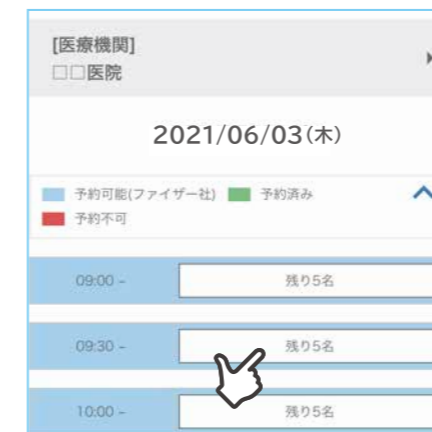 [医療機関]
□□医院
2021/06/03(木)
予約可能(ファイザー社) 予約済み
予約不可
09:00 - 残り5名
09:30 - 残り5名
10:00 - 残り5名